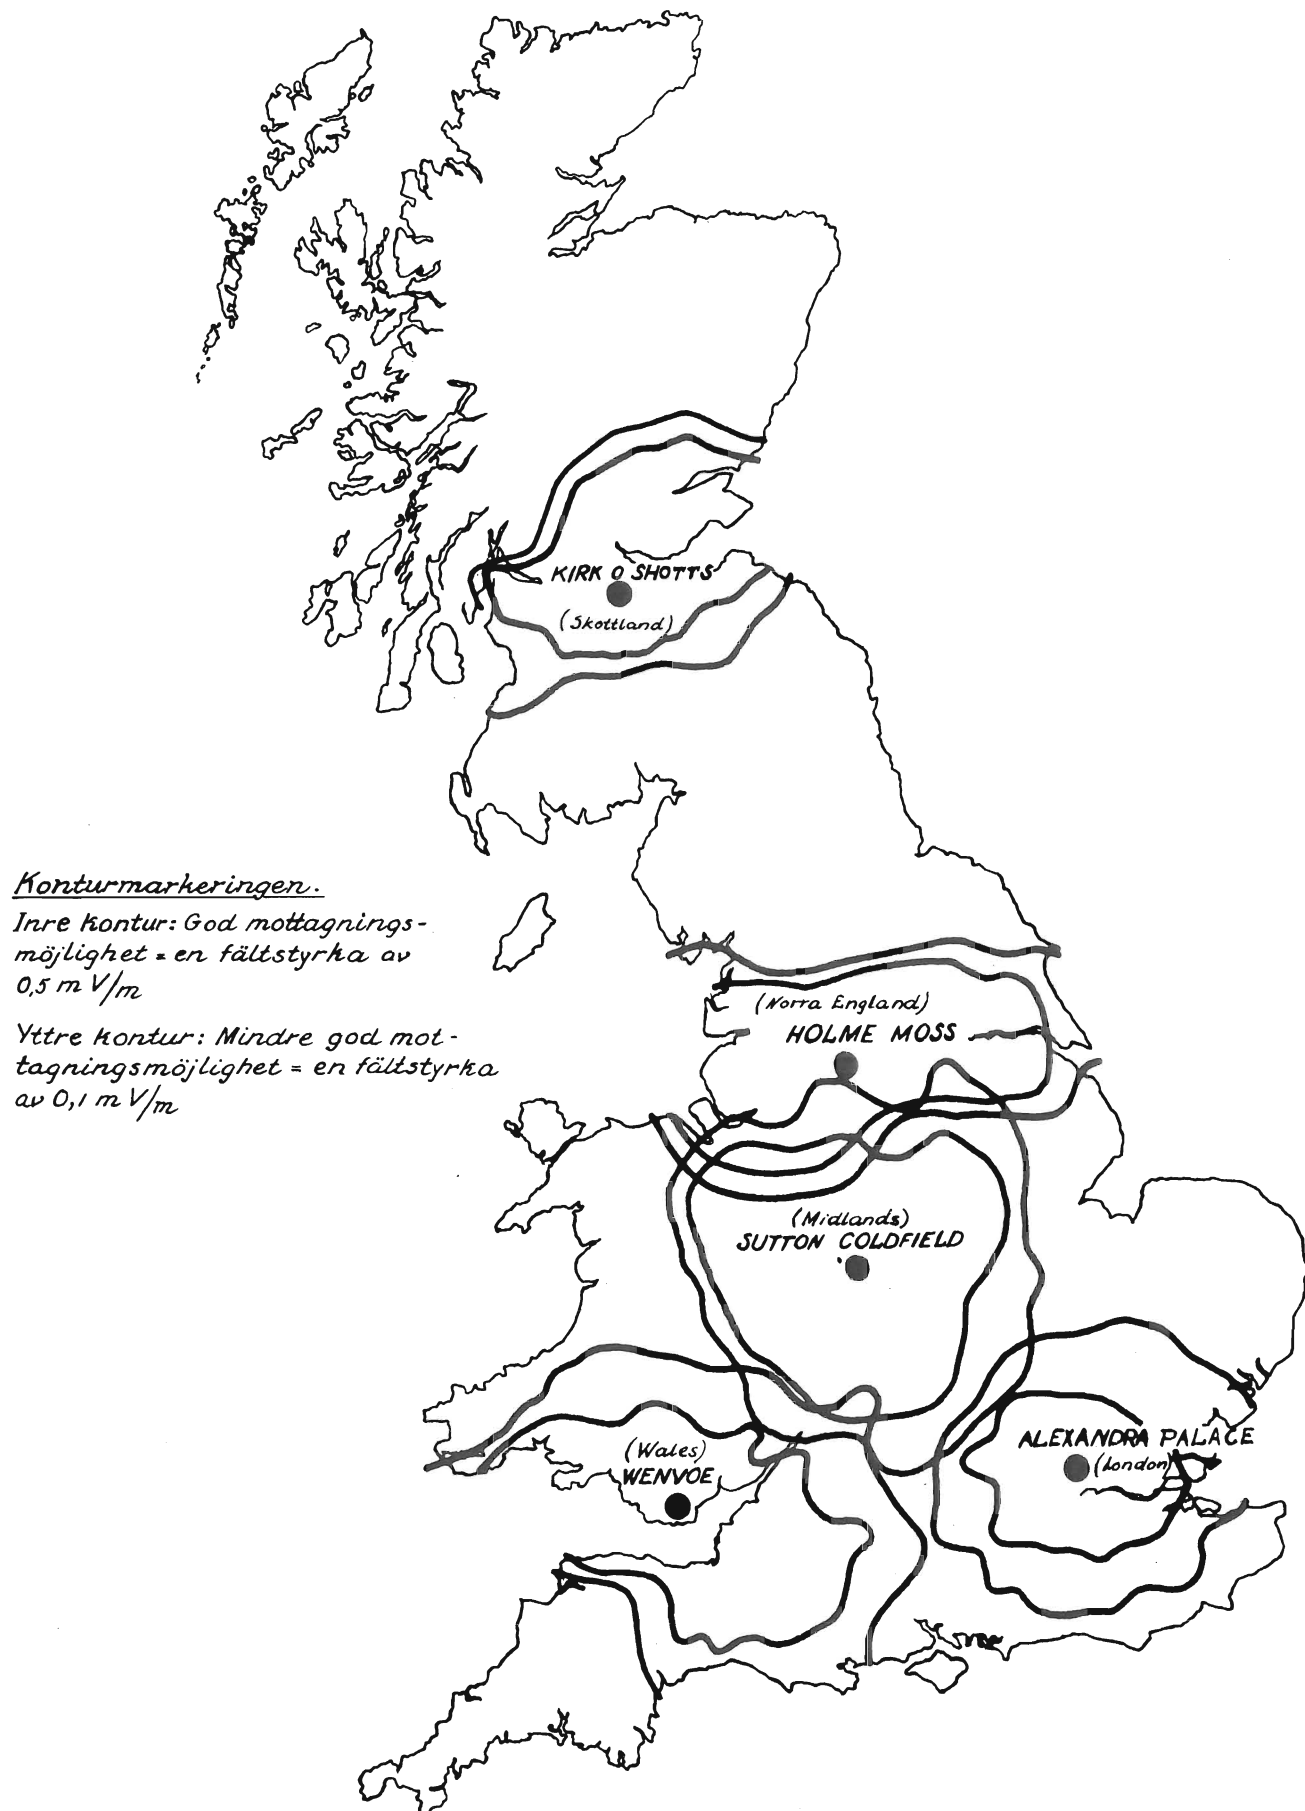 KIRK O SHOTTS
(Skottland)
Konturmarkeringen.
Inre kontur: God mottagnings-
möjlighet = en fältstyrka av
0,5 m V/m
Yttre kontur: Mindre god mot-
tagningsmöjlighet = en fältstyrka
av 0,1 m V/m
(Norra England)
HOLME MOSS
(Midlands)
SUTTON COLDFIELD
(Wales)
WENVOE
ALEXANDRA PALACE
(London)